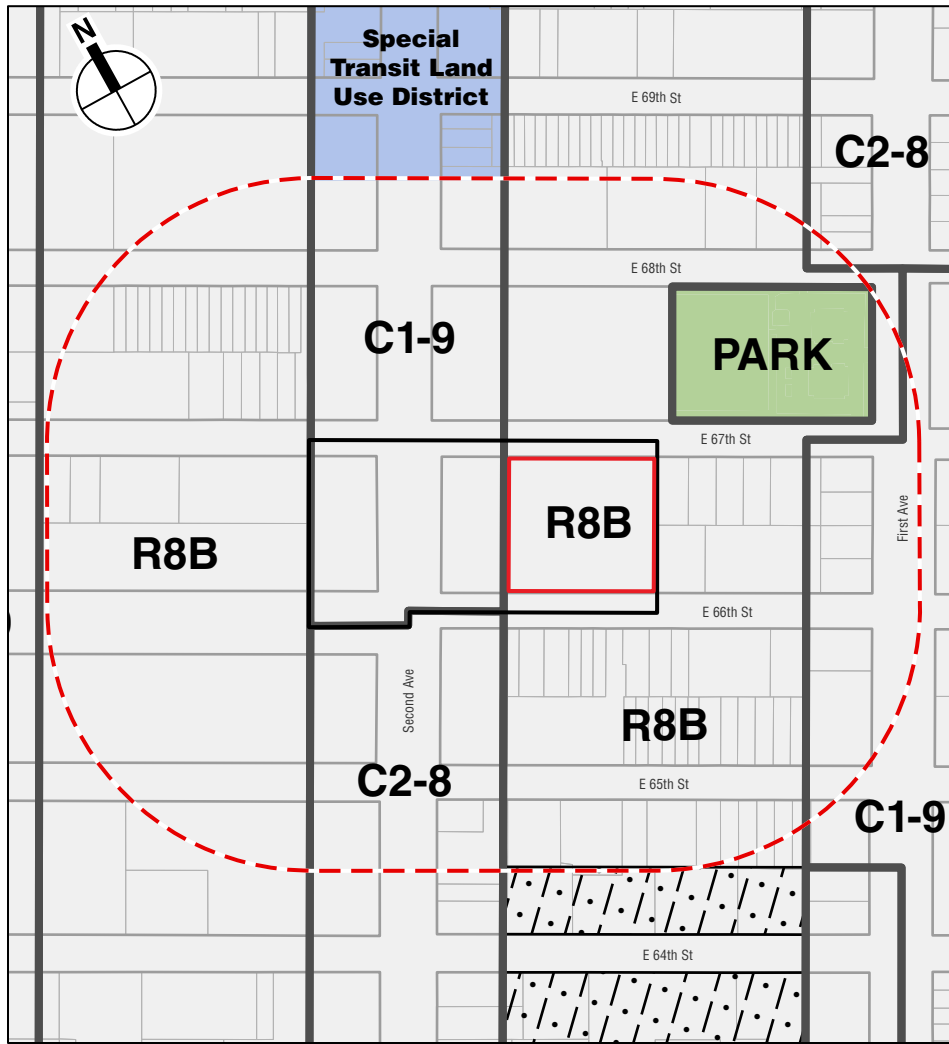 N
Special
Transit Land
Use District
E 69th St
C2-8
E 68th St
C1-9
PARK
E 67th St
R8B
R8B
First Ave
E 66th St
Second Ave
R8B
C2-8
E 65th St
C1-9
E 64th St